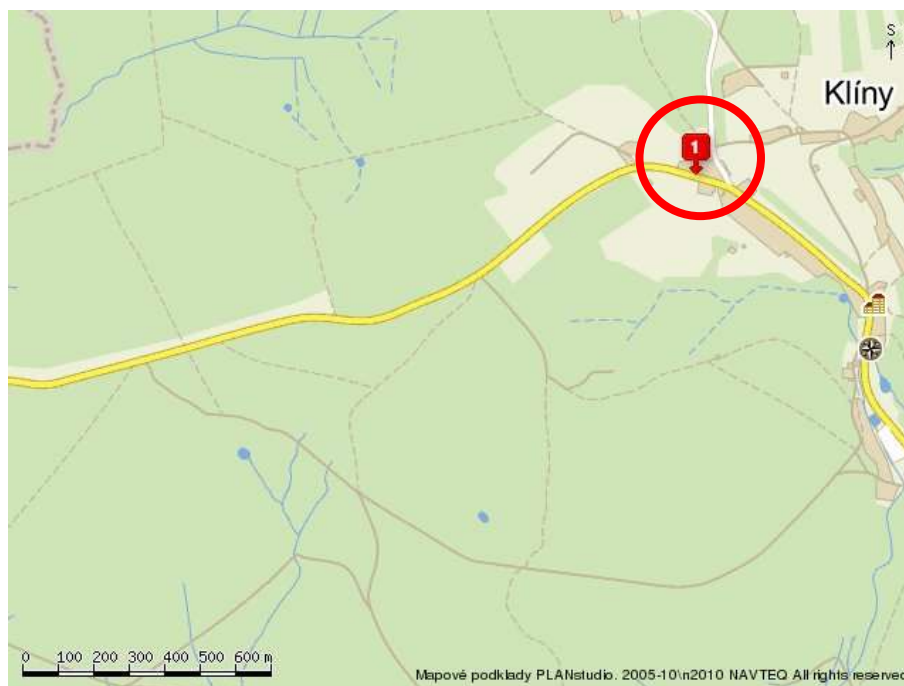 S
Klíny
1
0 100 200 300 400 500 600 m
Mapové podklady PLANstudio. 2005-10\n2010 NAVTEQ All rights reserved